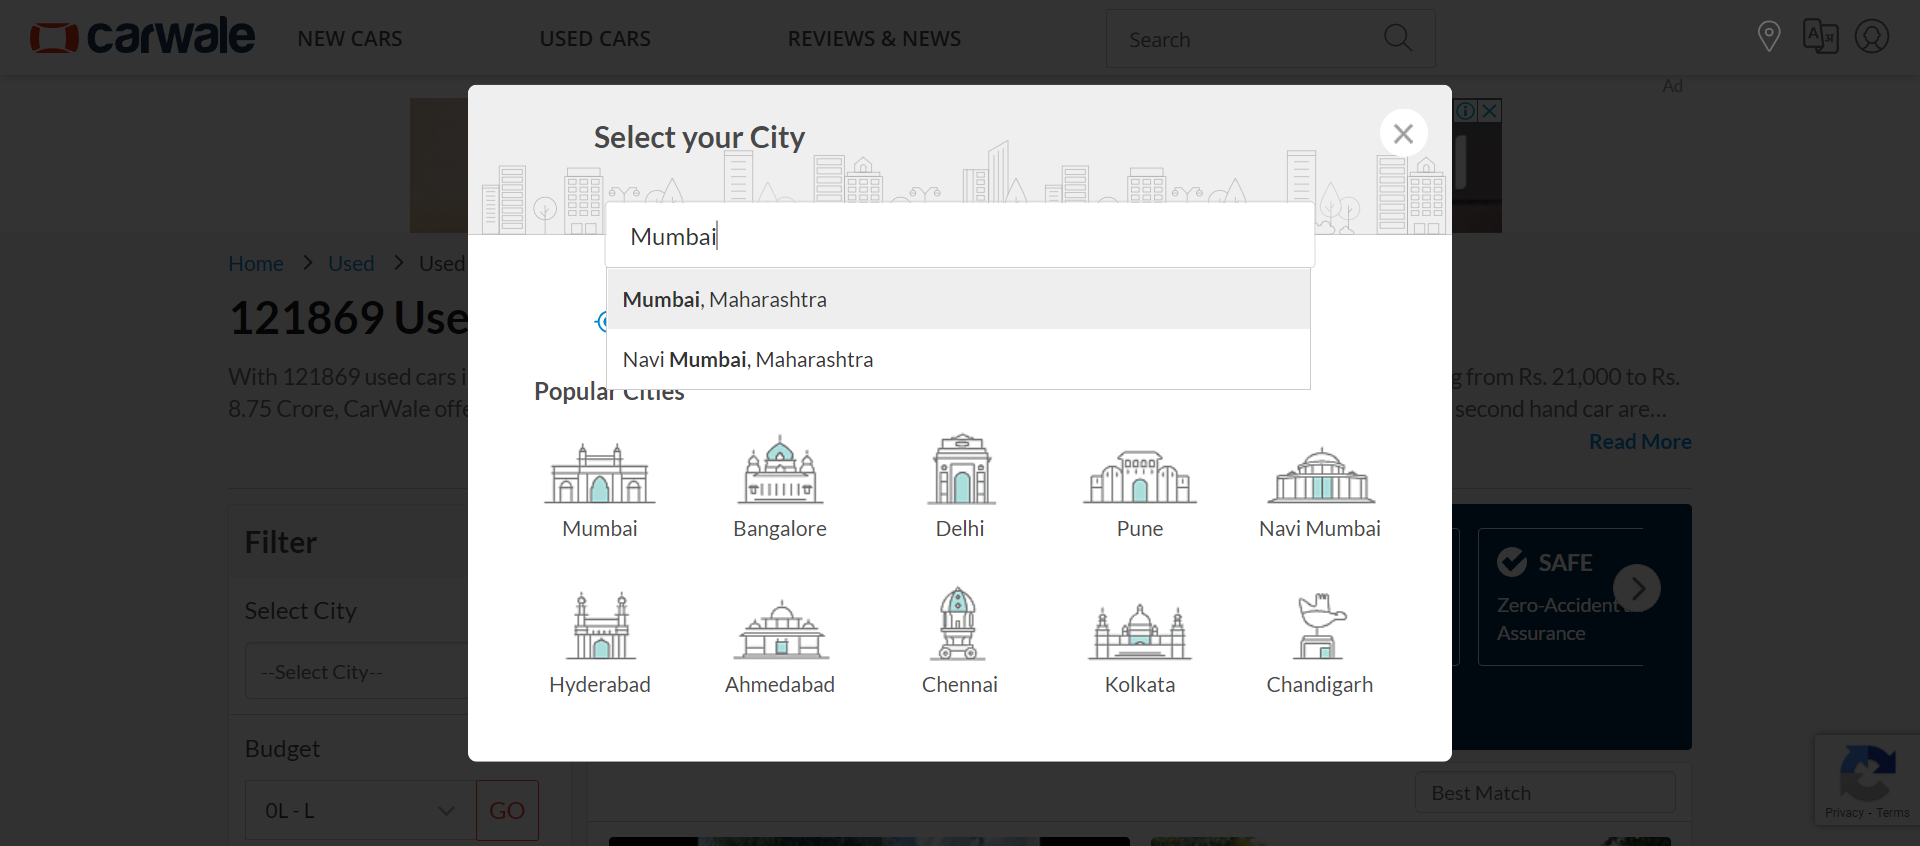 carwale
NEW CARS
USED CARS
REVIEWS & NEWS
Search
Ad
Select your City
Mumbai
Mumbai, Maharashtra
Navi Mumbai, Maharashtra
Popular Cities
Mumbai
Bangalore
Delhi
Pune
Navi Mumbai
Hyderabad
Ahmedabad
Chennai
Kolkata
Chandigarh
Home
Used
Used
121869 Use
With 121869 used cars
from Rs. 21,000 to Rs.
8.75 Crore, CarWale offe
second hand car are...
Read More
Filter
Select City
--Select City--
Budget
0L - L
GO
SAFE
Zero-Accident
Assurance
Best Match
Privacy - Terms